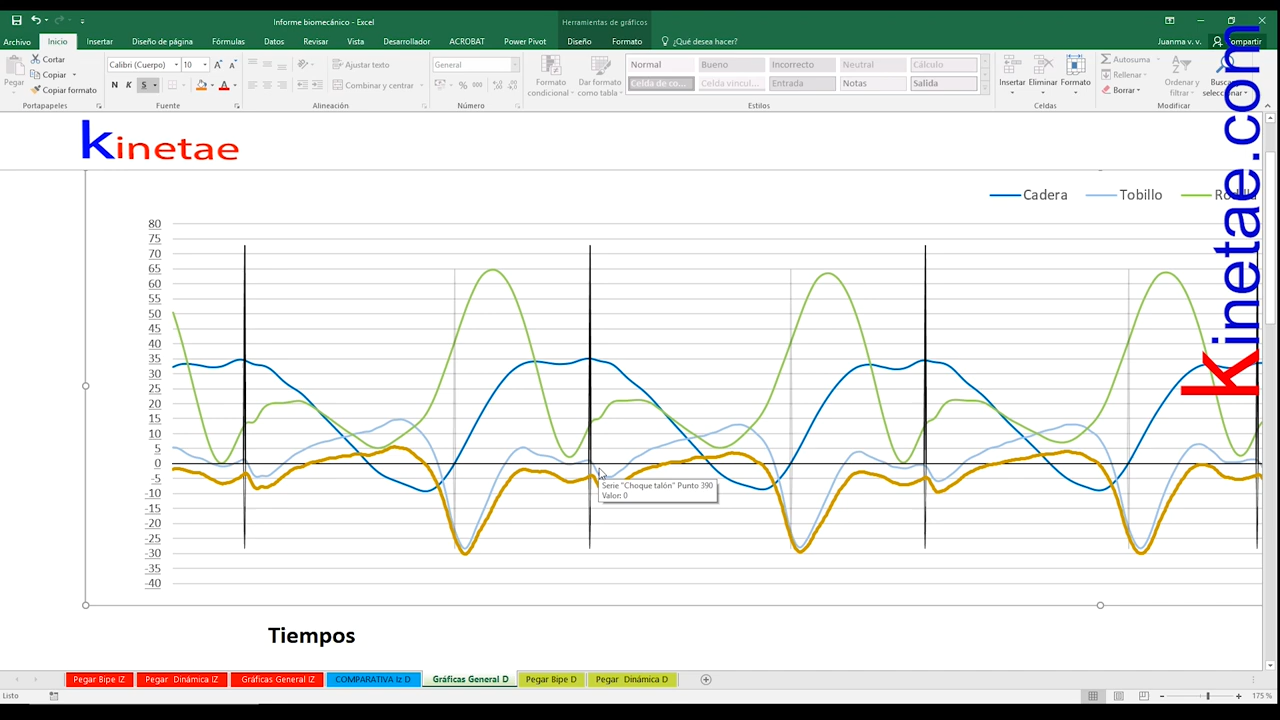 Informe biomecánico - Excel
Herramientas de gráficos
Archivo Inicio Insertar Diseño de página Fórmulas Datos Revisar Vista Desarrollador ACROBAT Power Pivot Diseño Formato ¿Qué desea hacer? Juanma v. v. Compartir
Cortar
Copiar
Copiar formato
Pegar
Portapapeles
Calibri (Cuerpo) 10
N K S
Fuente
Ajustar texto
Combinar y centrar
Alineación
General
% 000
Número
Formato condicional
Dar formato como tabla
Normal Bueno Incorrecto Neutral Cálculo
Celda de co... Celda vincul... Entrada Salida
Estilos
Insertar Eliminar Formato
Celdas
Autosuma
Rellenar
Borrar
Ordenar y filtrar
Modificar
kinetae
Kinetae.com
Cadera Tobillo
80
75
70
65
60
55
50
45
40
35
30
25
20
15
10
5
0
-5
-10
-15
-20
-25
-30
-35
-40
Serie "Choque talón" Punto 390
Valor: 0
Tiempos
Pegar Bipe IZ Pegar Dinámica IZ Gráficas General IZ COMPARATIVA Iz D Gráficas General D Pegar Bipe D Pegar Dinámica D
Listo
175 %